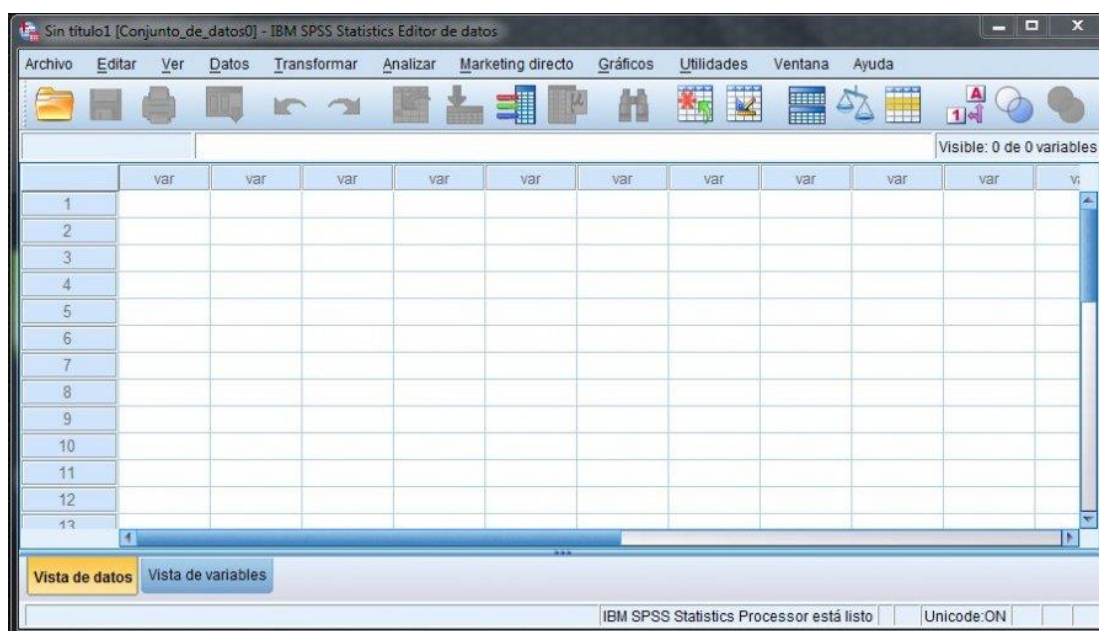 Sin título1 [Conjunto_de_datos0] - IBM SPSS Statistics Editor de datos
Archivo Editar Ver Datos Transformar Analizar Marketing directo Gráficos Utilidades Ventana Ayuda
Visible: 0 de 0 variables
var var var var var var var var var var
1
2
3
4
5
6
7
8
9
10
11
12
13
Vista de datos Vista de variables
IBM SPSS Statistics Processor está listo Unicode:ON